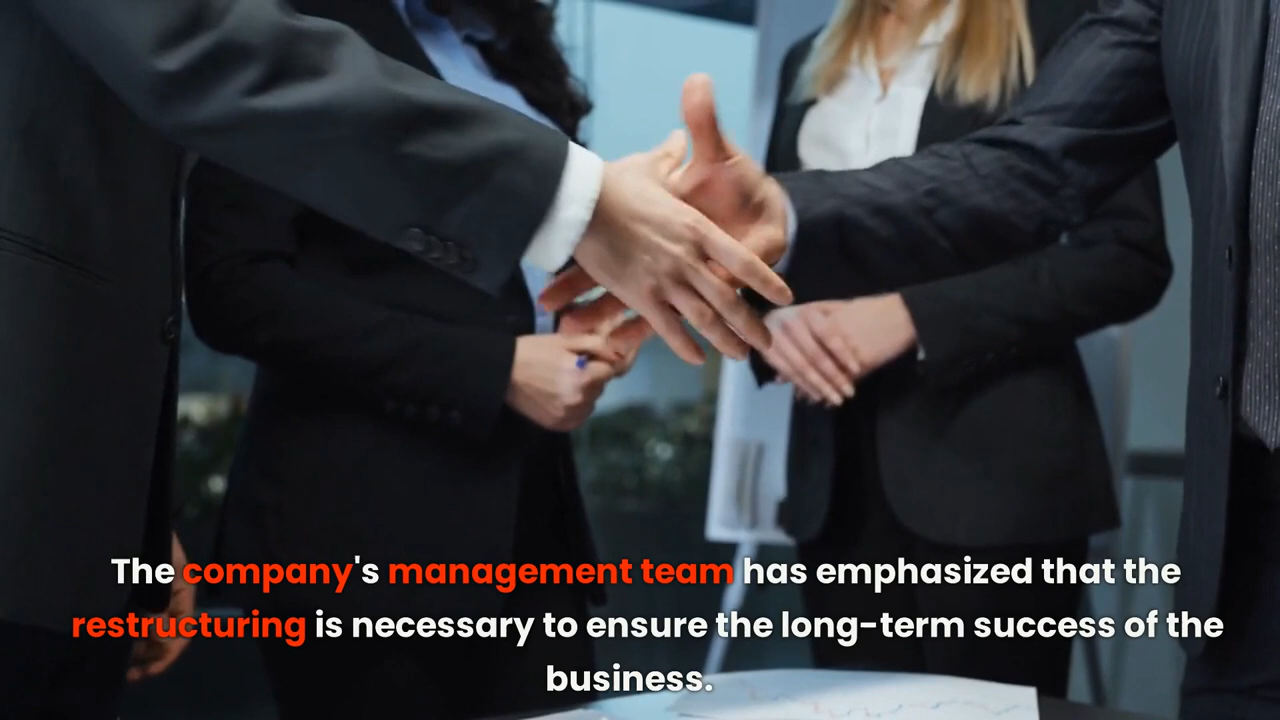 The company's management team has emphasized that the
restructuring is necessary to ensure the long-term success of the
business.